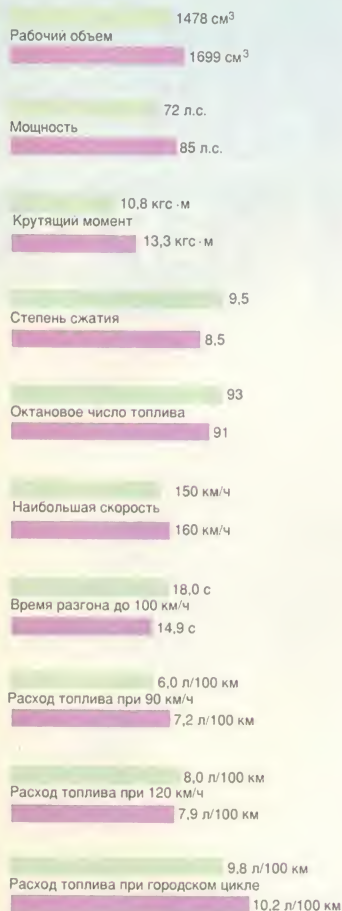 1478 см³
Рабочий объем
1699 см³
72 л.с.
Мощность
85 л.с.
10,8 кгс·м
Крутящий момент
13,3 кгс·м
9,5
Степень сжатия
8,5
93
Октановое число топлива
91
150 км/ч
Наибольшая скорость
160 км/ч
18,0 с
Время разгона до 100 км/ч
14,9 с
6,0 л/100 км
Расход топлива при 90 км/ч
7,2 л/100 км
8,0 л/100 км
Расход топлива при 120 км/ч
7,9 л/100 км
9,8 л/100 км
Расход топлива при городском цикле
10,2 л/100 км